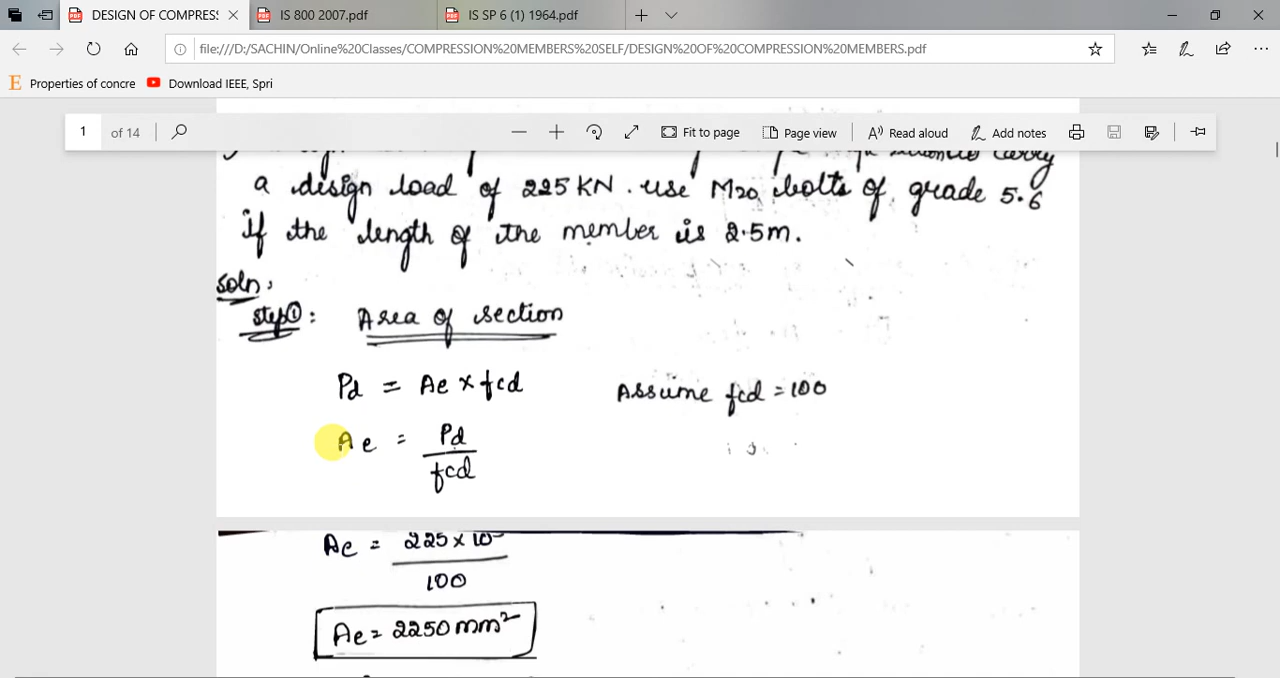 DESIGN OF COMPRESS
IS 800 2007.pdf
IS SP 6 (1) 1964.pdf
file:///D:/SACHIN/Online%20Classes/COMPRESSION%20MEMBERS%20SELF/DESIGN%20OF%20COMPRESSION%20MEMBERS.pdf
Properties of concre
Download IEEE, Spri
1 of 14
Fit to page
Page view
Read aloud
Add notes
carry
a design load of 225 KN. use M20 bolts of grade 5.6
if the length of the member is 2.5m.
Soln:
step①: Area of section
Pd = Ae × fcd
Assume fcd = 100
Ae = Pd
fcd
Ae = 225 × 10
100
Ae = 2250 mm²